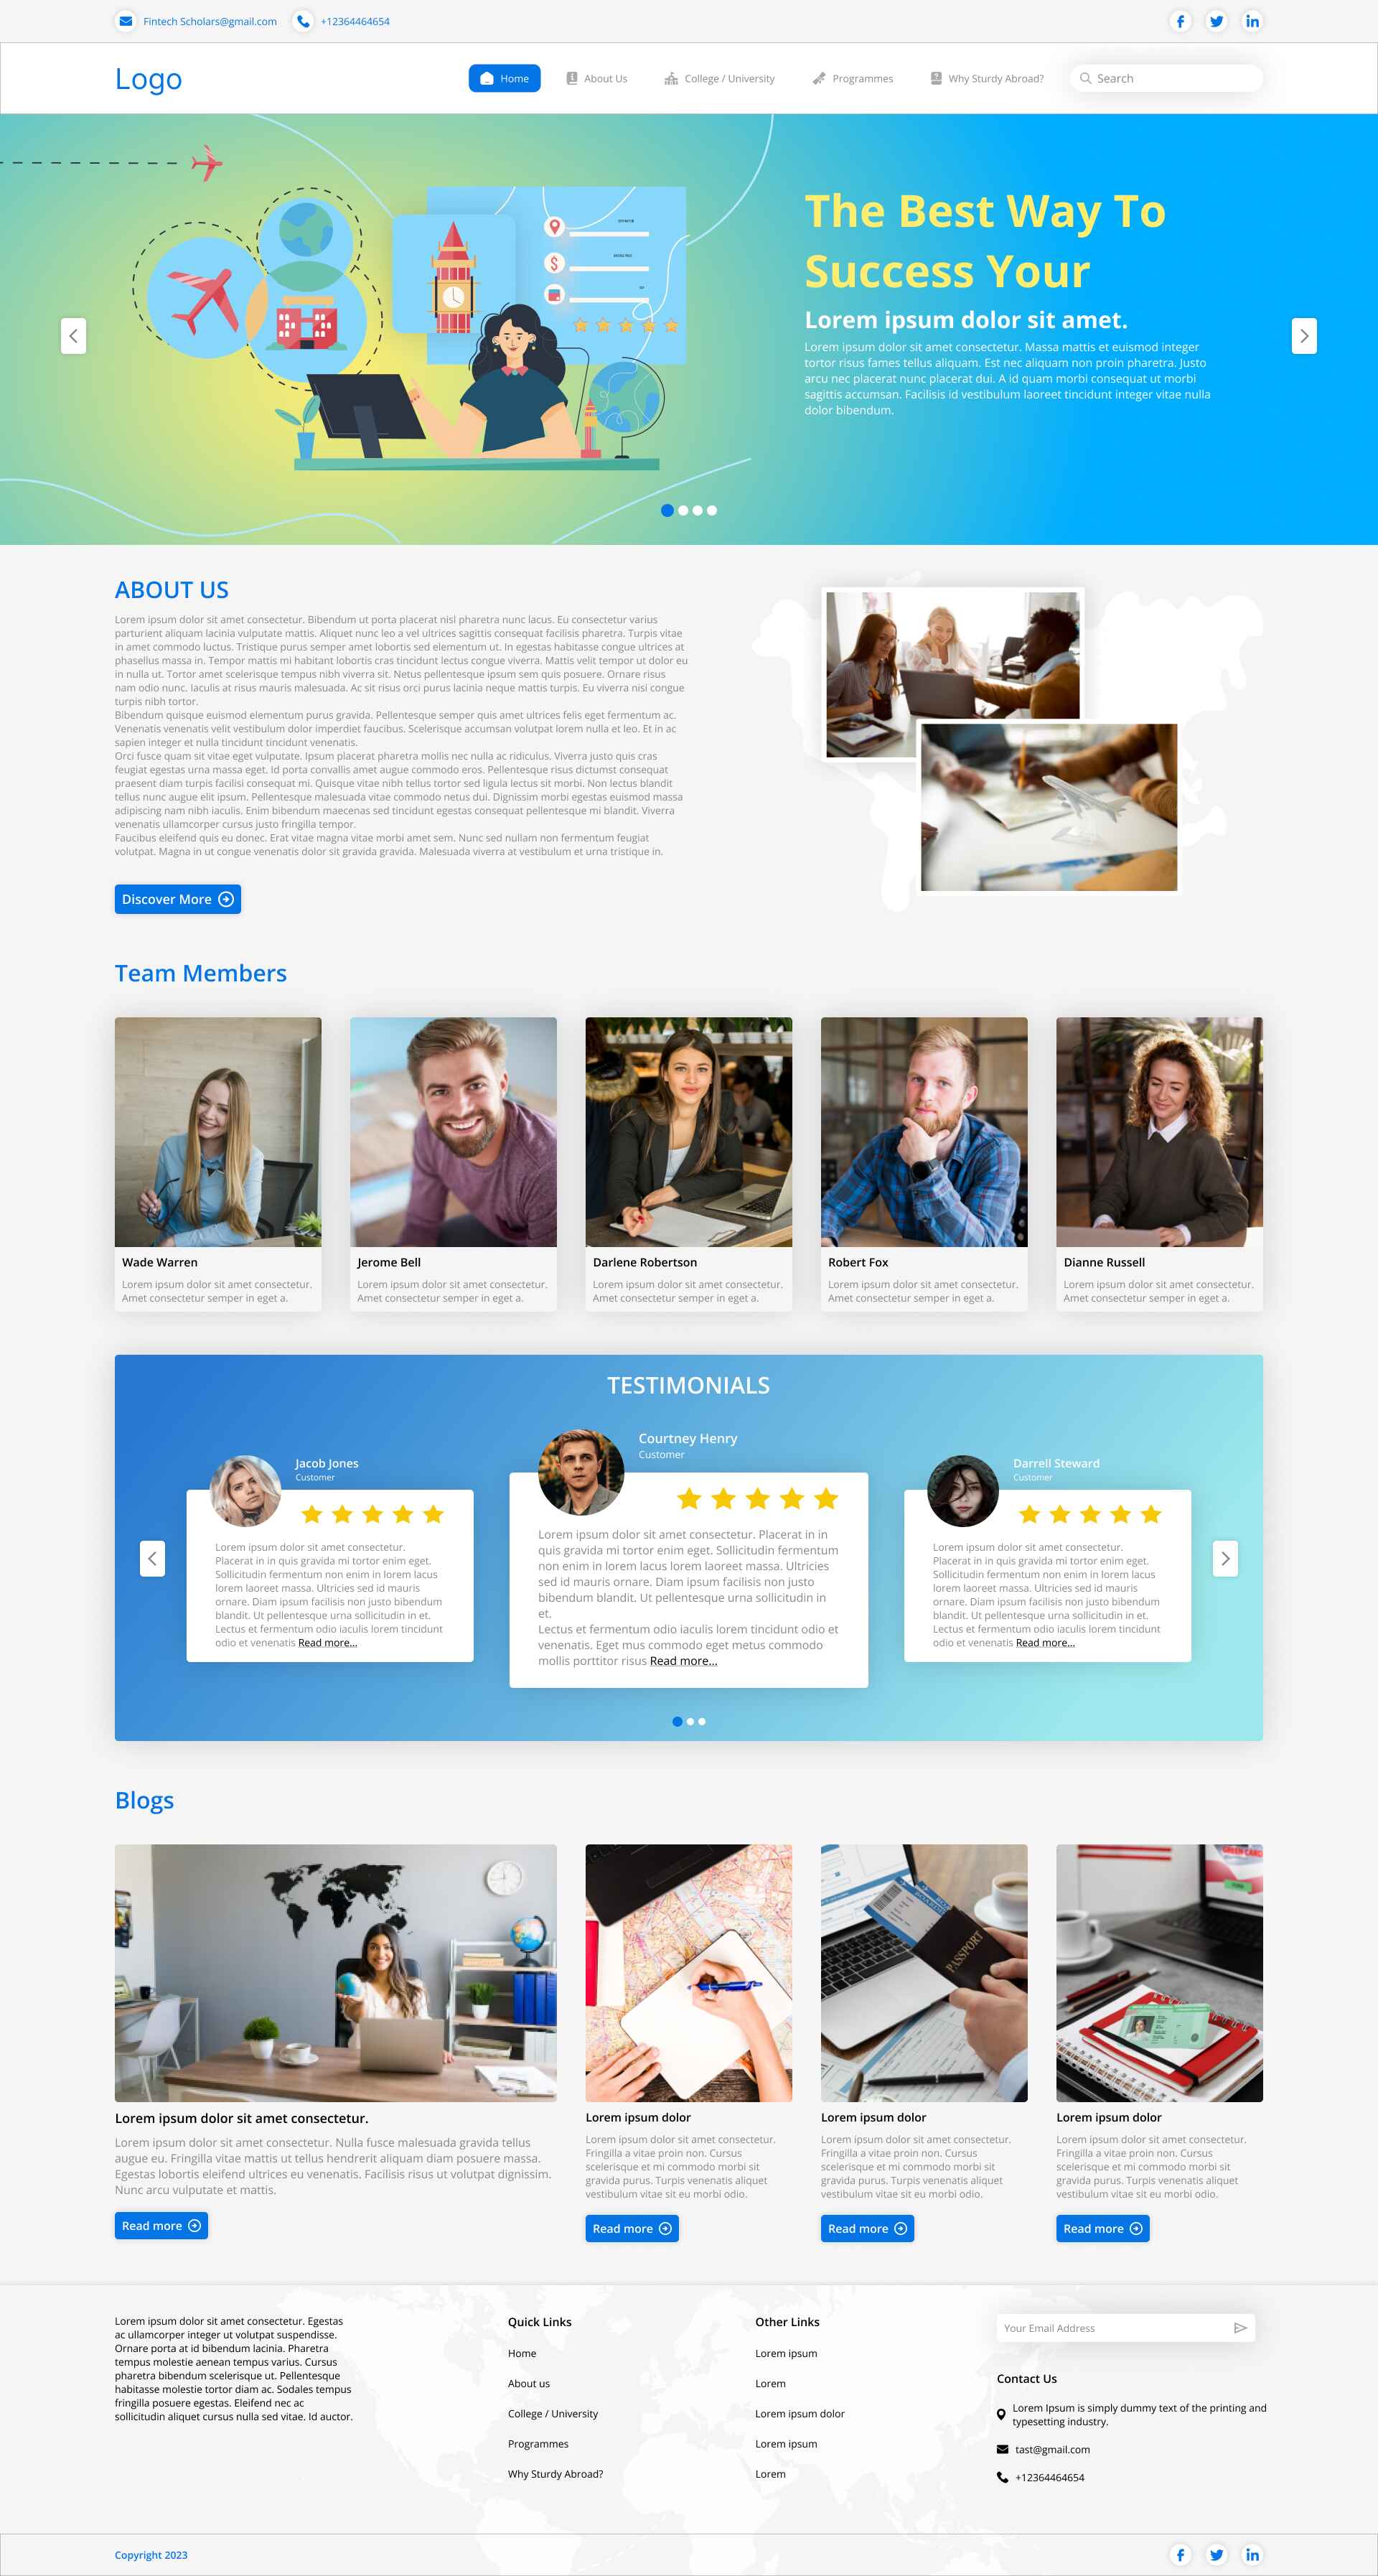 Fintech Scholars@gmail.com
+12364464654
Logo
Home
About Us
College / University
Programmes
Why Sturdy Abroad?
Search
The Best Way To
Success Your
Lorem ipsum dolor sit amet.
Lorem ipsum dolor sit amet consectetur. Massa mattis et euismod integer
tortor risus fames tellus aliquam. Est nec aliquam non proin pharetra. Justo
arcu nec placerat nunc placerat dui. A id quam morbi consequat ut morbi
sagittis accumsan. Facilisis id vestibulum laoreet tincidunt integer vitae nulla
dolor bibendum.
ABOUT US
Lorem ipsum dolor sit amet consectetur. Bibendum ut porta placerat nisl pharetra nunc lacus. Eu consectetur varius
parturient aliquam lacinia vulputate mattis. Aliquet nunc leo a vel ultrices sagittis consequat facilisis pharetra. Turpis vitae
in amet commodo luctus. Tristique purus semper amet lobortis sed elementum ut. In egestas habitasse congue ultrices at
phasellus massa in. Tempor mattis mi habitant lobortis cras tincidunt lectus congue viverra. Mattis velit tempor ut dolor eu
in nulla ut. Tortor amet scelerisque tempus nibh viverra sit. Netus pellentesque ipsum sem quis posuere. Ornare risus
nam odio nunc. Iaculis at risus mauris malesuada. Ac sit risus orci purus lacinia neque mattis turpis. Eu viverra nisi congue
turpis nibh tortor.
Bibendum quisque euismod elementum purus gravida. Pellentesque semper quis amet ultrices felis eget fermentum ac.
Venenatis venenatis velit vestibulum dolor imperdiet faucibus. Scelerisque accumsan volutpat lorem nulla et leo. Et in ac
sapien integer et nulla tincidunt tincidunt venenatis.
Orci fusce quam sit vitae eget vulputate. Ipsum placerat pharetra mollis nec nulla ac ridiculus. Viverra justo quis cras
feugiat egestas urna massa eget. Id porta convallis amet augue commodo eros. Pellentesque risus dictumst consequat
praesent diam turpis facilisi consequat mi. Quisque vitae nibh tellus tortor sed ligula lectus sit morbi. Non lectus blandit
tellus nunc augue elit ipsum. Pellentesque malesuada vitae commodo netus dui. Dignissim morbi egestas euismod massa
adipiscing nam nibh iaculis. Enim bibendum maecenas sed tincidunt egestas consequat pellentesque mi blandit. Viverra
venenatis ullamcorper cursus justo fringilla tempor.
Faucibus eleifend quis eu donec. Erat vitae magna vitae morbi amet sem. Nunc sed nullam non fermentum feugiat
volutpat. Magna in ut congue venenatis dolor sit gravida gravida. Malesuada viverra at vestibulum et urna tristique in.
Discover More
Team Members
Wade Warren
Lorem ipsum dolor sit amet consectetur.
Amet consectetur semper in eget a.
Jerome Bell
Lorem ipsum dolor sit amet consectetur.
Amet consectetur semper in eget a.
Darlene Robertson
Lorem ipsum dolor sit amet consectetur.
Amet consectetur semper in eget a.
Robert Fox
Lorem ipsum dolor sit amet consectetur.
Amet consectetur semper in eget a.
Dianne Russell
Lorem ipsum dolor sit amet consectetur.
Amet consectetur semper in eget a.
TESTIMONIALS
Jacob Jones
Customer
Lorem ipsum dolor sit amet consectetur.
Placerat in in quis gravida mi tortor enim eget.
Sollicitudin fermentum non enim in lorem lacus
lorem laoreet massa. Ultricies sed id mauris
ornare. Diam ipsum facilisis non justo bibendum
blandit. Ut pellentesque urna sollicitudin in et.
Lectus et fermentum odio iaculis lorem tincidunt
odio et venenatis Read more...
Courtney Henry
Customer
Lorem ipsum dolor sit amet consectetur. Placerat in in
quis gravida mi tortor enim eget. Sollicitudin fermentum
non enim in lorem lacus lorem laoreet massa. Ultricies
sed id mauris ornare. Diam ipsum facilisis non justo
bibendum blandit. Ut pellentesque urna sollicitudin in
et.
Lectus et fermentum odio iaculis lorem tincidunt odio et
venenatis. Eget mus commodo eget metus commodo
mollis porttitor risus Read more...
Darrell Steward
Customer
Lorem ipsum dolor sit amet consectetur.
Placerat in in quis gravida mi tortor enim eget.
Sollicitudin fermentum non enim in lorem lacus
lorem laoreet massa. Ultricies sed id mauris
ornare. Diam ipsum facilisis non justo bibendum
blandit. Ut pellentesque urna sollicitudin in et.
Lectus et fermentum odio iaculis lorem tincidunt
odio et venenatis Read more...
Blogs
PASSPORT
GREEN CARD
Lorem ipsum dolor sit amet consectetur.
Lorem ipsum dolor sit amet consectetur. Nulla fusce malesuada gravida tellus
augue eu. Fringilla vitae mattis ut tellus hendrerit aliquam diam posuere massa.
Egestas lobortis eleifend ultrices eu venenatis. Facilisis risus ut volutpat dignissim.
Nunc arcu vulputate et mattis.
Read more
Lorem ipsum dolor
Lorem ipsum dolor sit amet consectetur.
Fringilla a vitae proin non. Cursus
scelerisque et mi commodo morbi sit
gravida purus. Turpis venenatis aliquet
vestibulum vitae sit eu morbi odio.
Read more
Lorem ipsum dolor
Lorem ipsum dolor sit amet consectetur.
Fringilla a vitae proin non. Cursus
scelerisque et mi commodo morbi sit
gravida purus. Turpis venenatis aliquet
vestibulum vitae sit eu morbi odio.
Read more
Lorem ipsum dolor
Lorem ipsum dolor sit amet consectetur.
Fringilla a vitae proin non. Cursus
scelerisque et mi commodo morbi sit
gravida purus. Turpis venenatis aliquet
vestibulum vitae sit eu morbi odio.
Read more
Lorem ipsum dolor sit amet consectetur. Egestas
ac ullamcorper integer ut volutpat suspendisse.
Ornare porta at id bibendum lacinia. Pharetra
tempus molestie aenean tempus varius. Cursus
pharetra bibendum scelerisque ut. Pellentesque
habitasse molestie tortor diam ac. Sodales tempus
fringilla posuere egestas. Eleifend nec ac
sollicitudin aliquet cursus nulla sed vitae. Id auctor.
Quick Links
Home
About us
College / University
Programmes
Why Sturdy Abroad?
Other Links
Lorem ipsum
Lorem
Lorem ipsum dolor
Lorem ipsum
Lorem
Your Email Address
Contact Us
Lorem Ipsum is simply dummy text of the printing and
typesetting industry.
tast@gmail.com
+12364464654
Copyright 2023